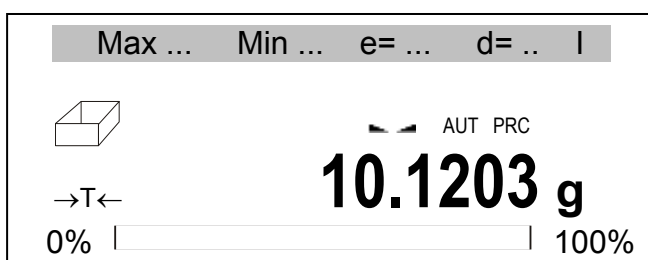 Max ... Min ... e= ... d= .. I
AUT PRC
10.1203 g
→T←
0% 100%